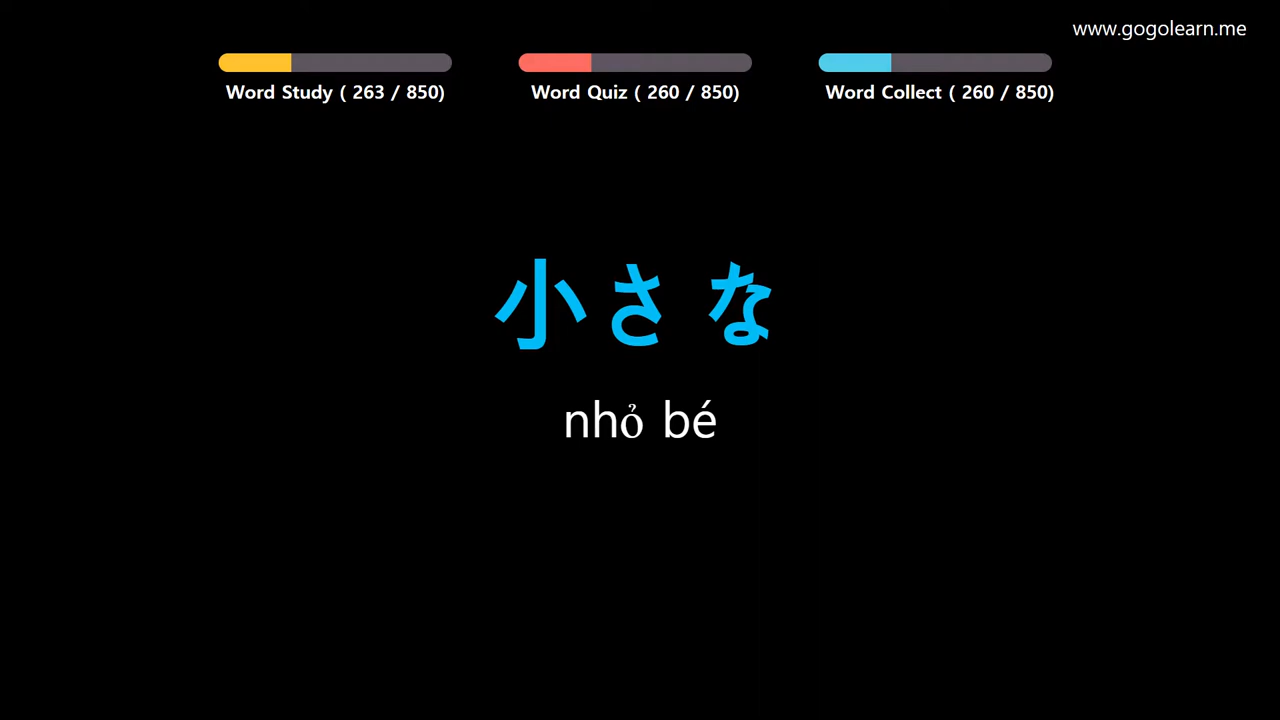 www.gogolearn.me
Word Study ( 263 / 850)
Word Quiz ( 260 / 850)
Word Collect ( 260 / 850)
小さな
nhỏ bé